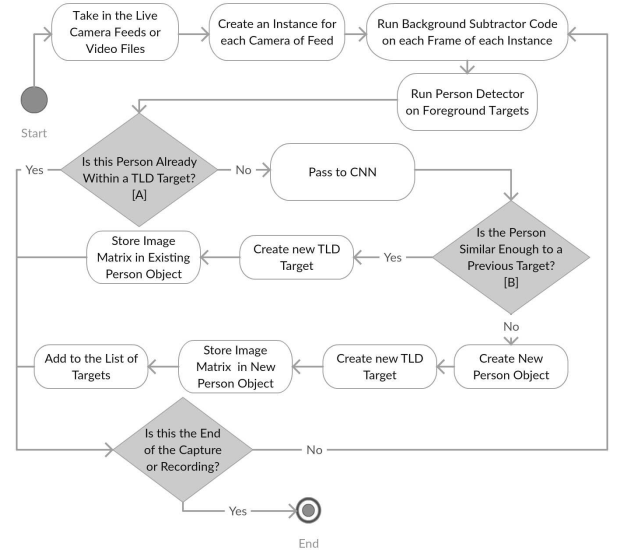 Take in the Live
Camera Feeds or
Video Files
Create an Instance for
each Camera of Feed
Run Background Subtractor Code
on each Frame of each Instance
Run Person Detector
on Foreground Targets
Start
Is this Person Already
Within a TLD Target?
[A]
Yes
No
Pass to CNN
Is the Person
Similar Enough to a
Previous Target?
[B]
Yes
Create new TLD
Target
Store Image
Matrix in Existing
Person Object
No
Create New
Person Object
Create new TLD
Target
Store Image
Matrix in New
Person Object
Add to the List of
Targets
Is this the End
of the Capture
or Recording?
No
Yes
End